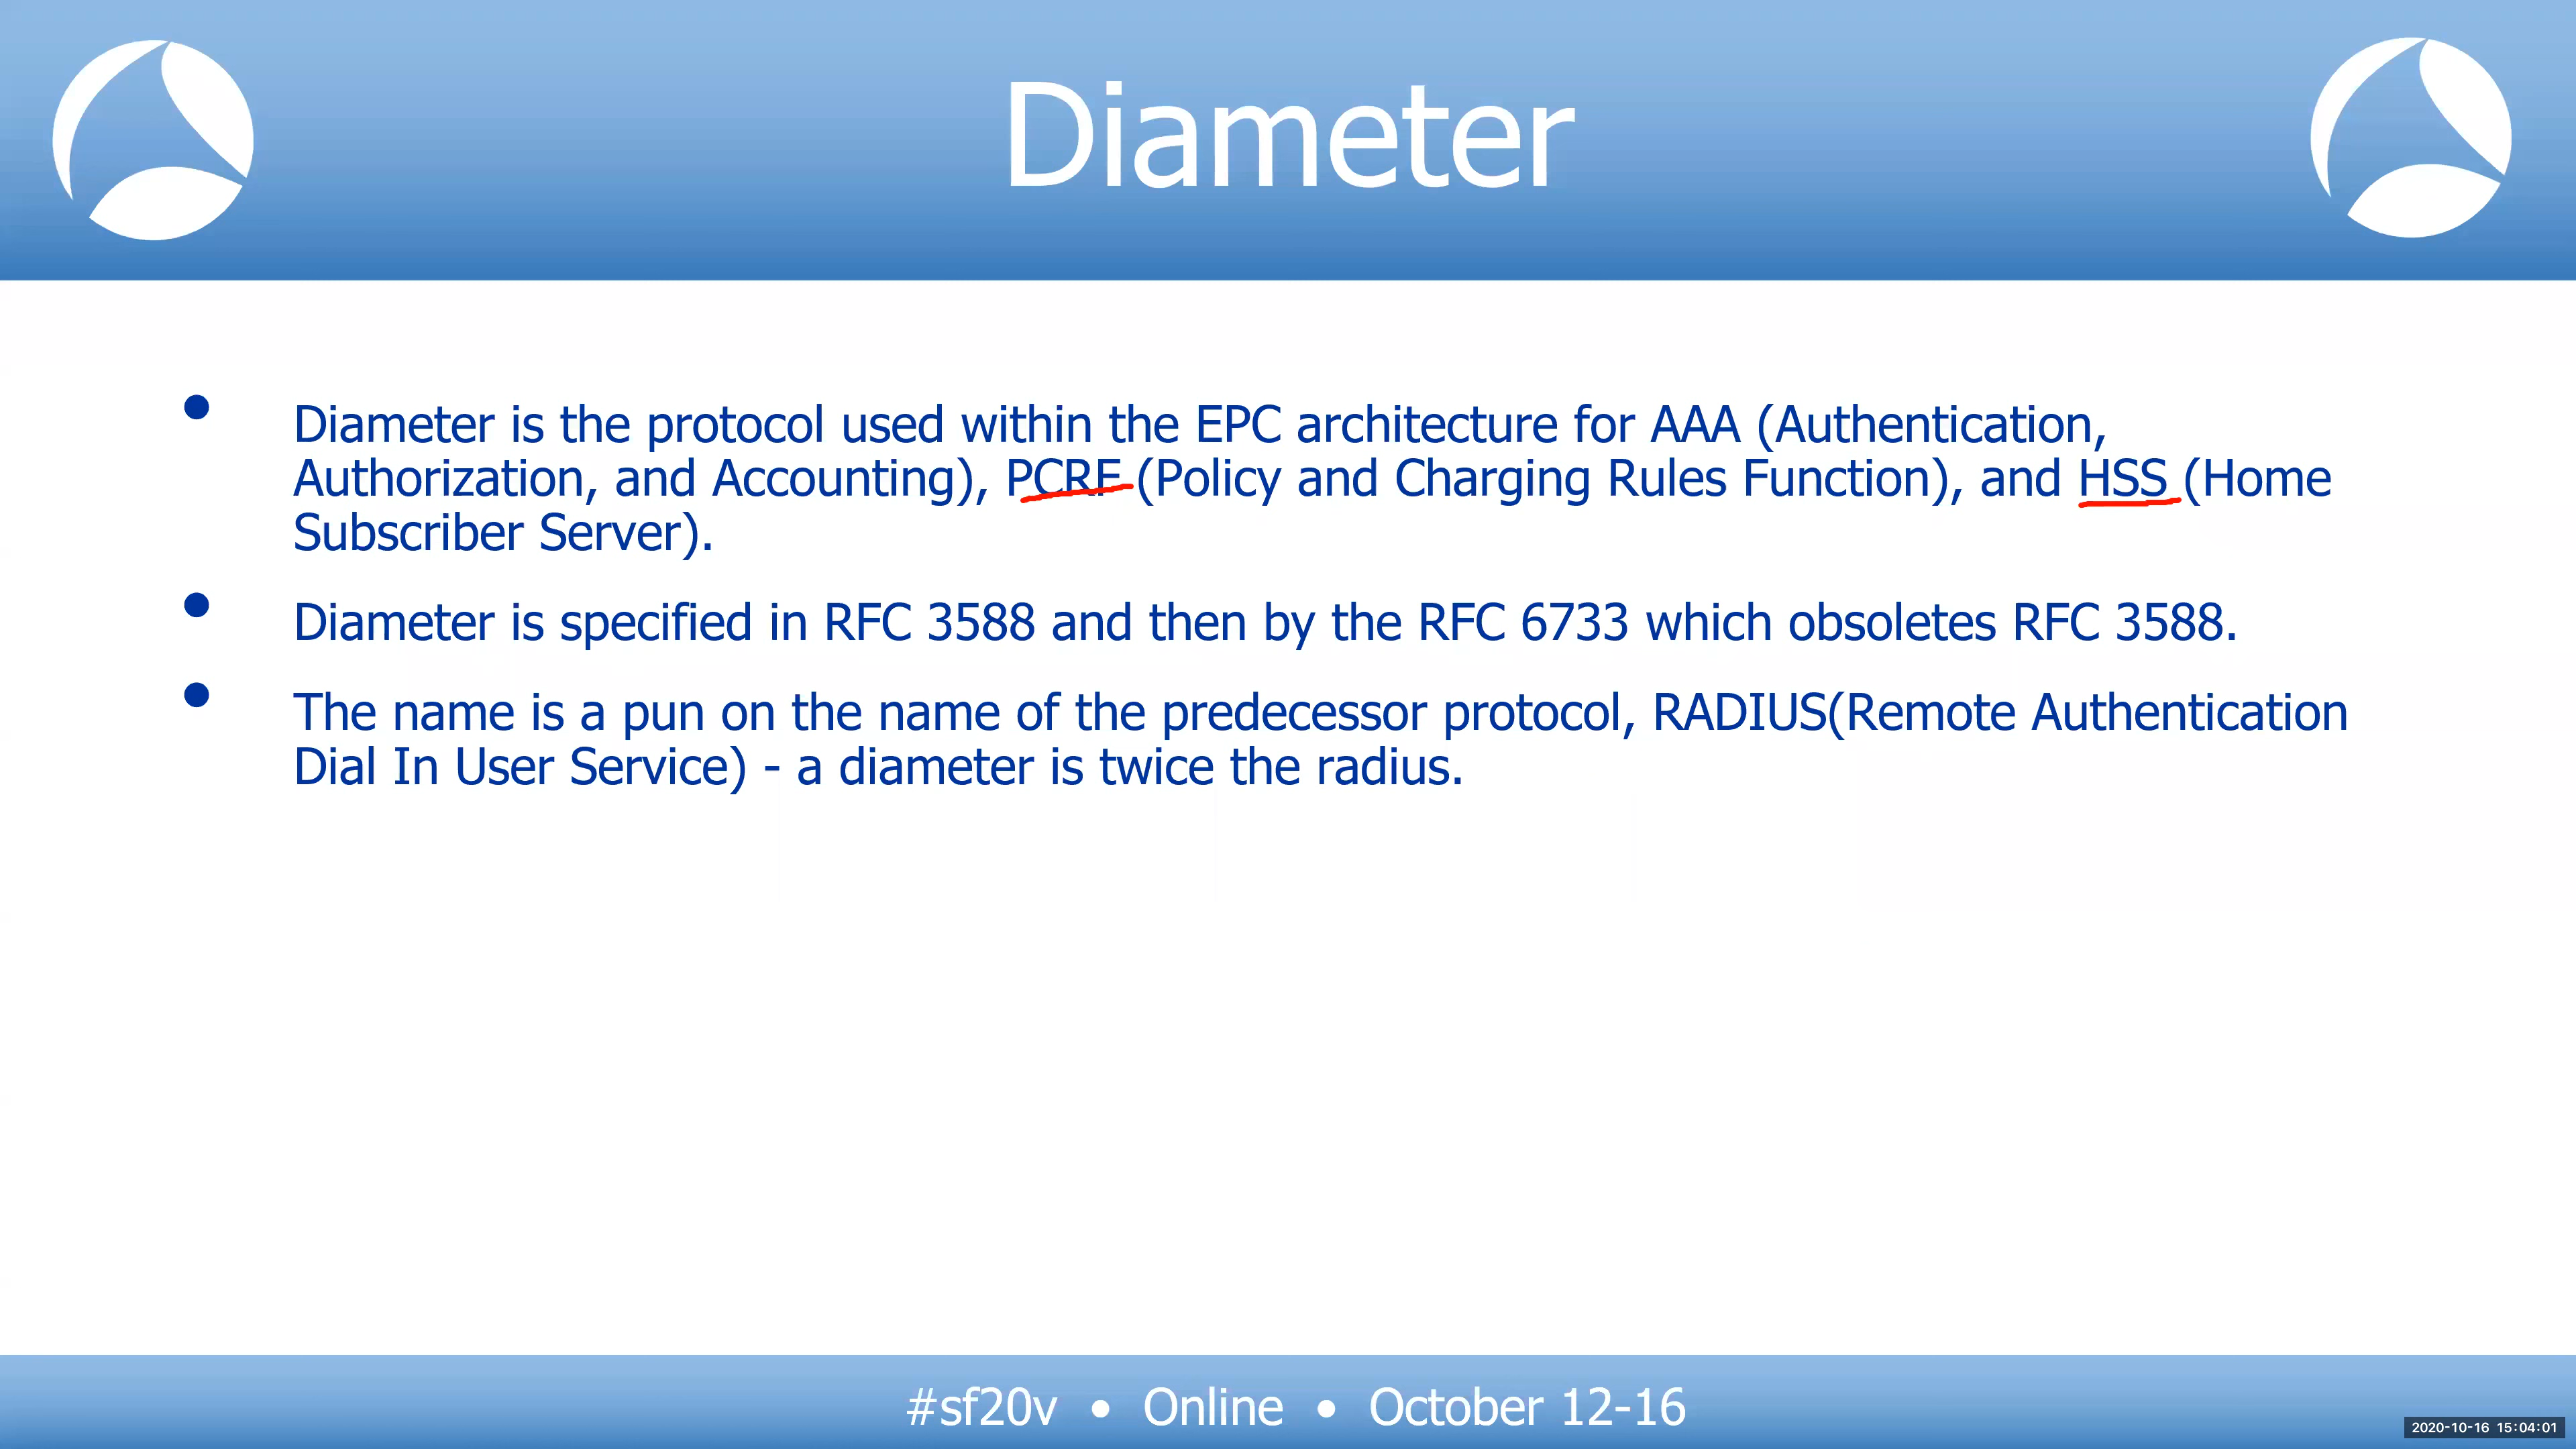 Diameter
• Diameter is the protocol used within the EPC architecture for AAA (Authentication,
Authorization, and Accounting), PCRF (Policy and Charging Rules Function), and HSS (Home
Subscriber Server).
• Diameter is specified in RFC 3588 and then by the RFC 6733 which obsoletes RFC 3588.
• The name is a pun on the name of the predecessor protocol, RADIUS(Remote Authentication
Dial In User Service) - a diameter is twice the radius.
#sf20v • Online • October 12-16
2020-10-16 15:04:01